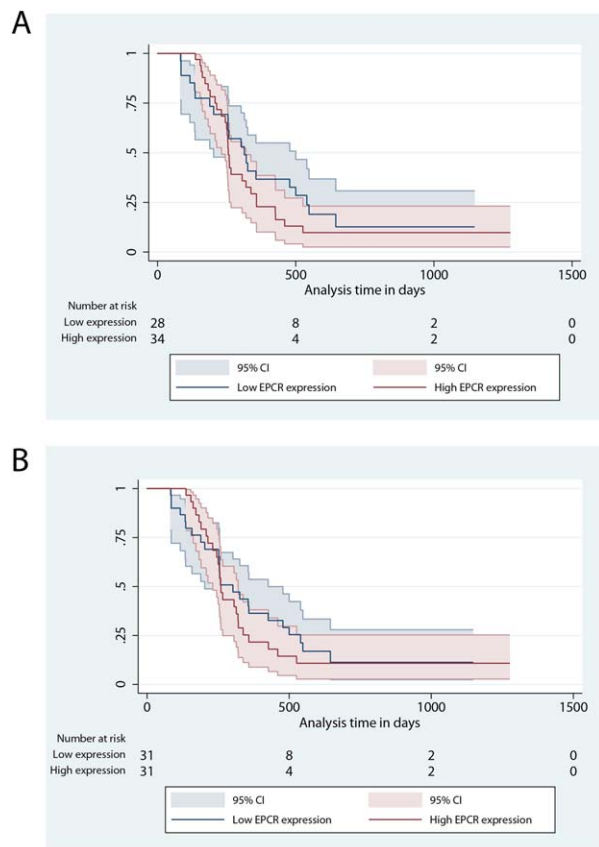 A
1
.75
.5
.25
0
0 500 1000 1500
Analysis time in days
Number at risk
Low expression 28 8 2 0
High expression 34 4 2 0
95% CI 95% CI
Low EPCR expression High EPCR expression
B
1
.75
.5
.25
0
0 500 1000 1500
Analysis time in days
Number at risk
Low expression 31 8 2 0
High expression 31 4 2 0
95% CI 95% CI
Low EPCR expression High EPCR expression